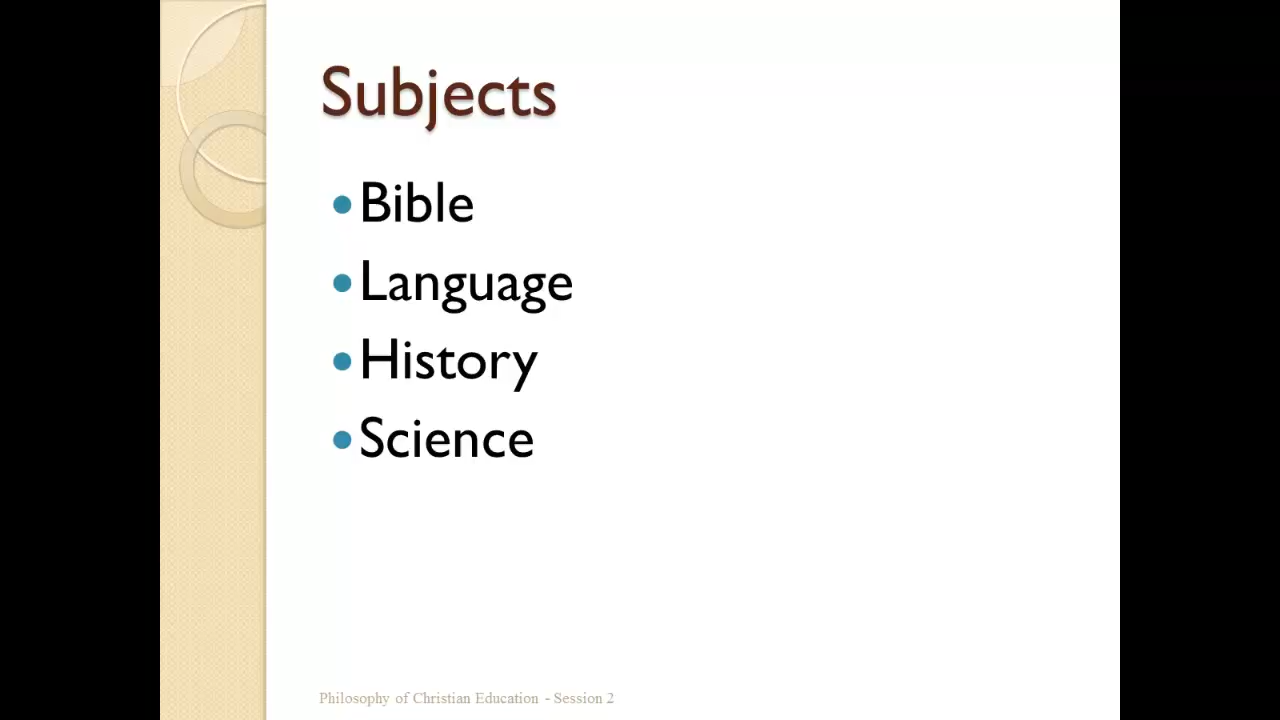 Subjects
•Bible
•Language
•History
•Science
Philosophy of Christian Education - Session 2